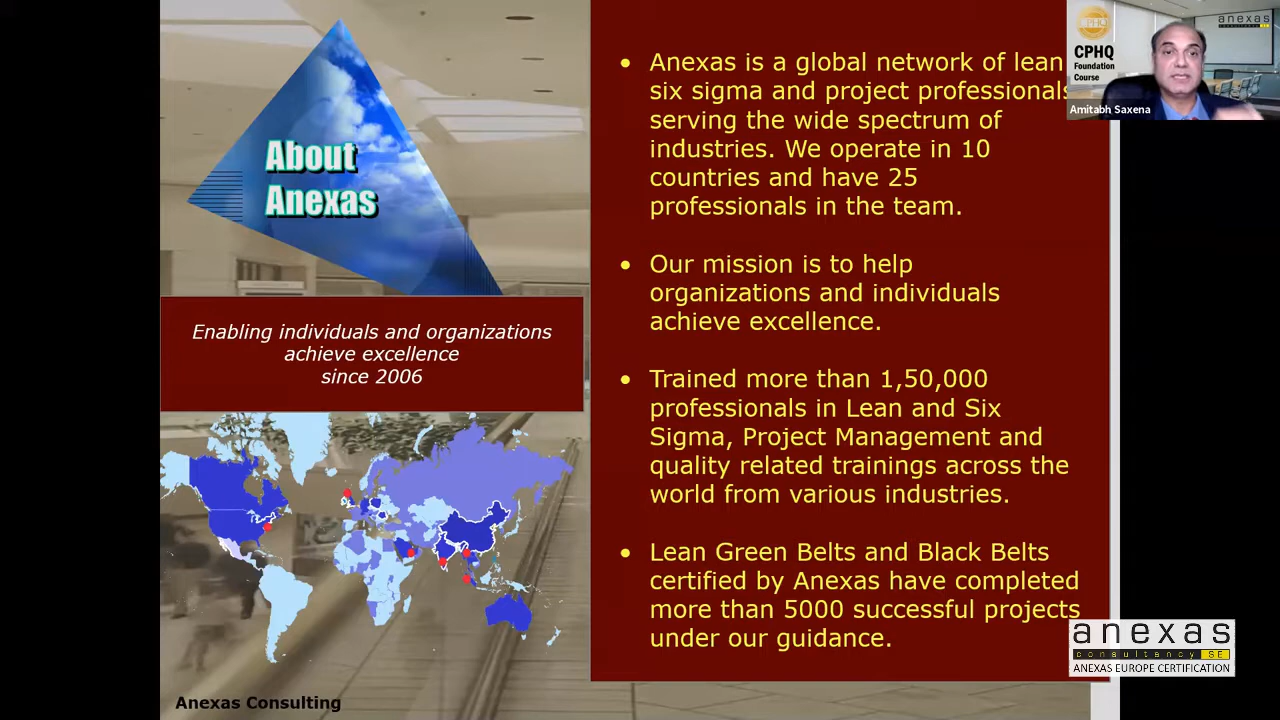 About
Anexas
Enabling individuals and organizations
achieve excellence
since 2006
Anexas Consulting
• Anexas is a global network of lean
six sigma and project professionals
serving the wide spectrum of
industries. We operate in 10
countries and have 25
professionals in the team.
• Our mission is to help
organizations and individuals
achieve excellence.
• Trained more than 1,50,000
professionals in Lean and Six
Sigma, Project Management and
quality related trainings across the
world from various industries.
• Lean Green Belts and Black Belts
certified by Anexas have completed
more than 5000 successful projects
under our guidance.
CPHQ
CPHQ
Foundation
Course
Amitabh Saxena
anexas
anexas
consultancy SE
ANEXAS EUROPE CERTIFICATION